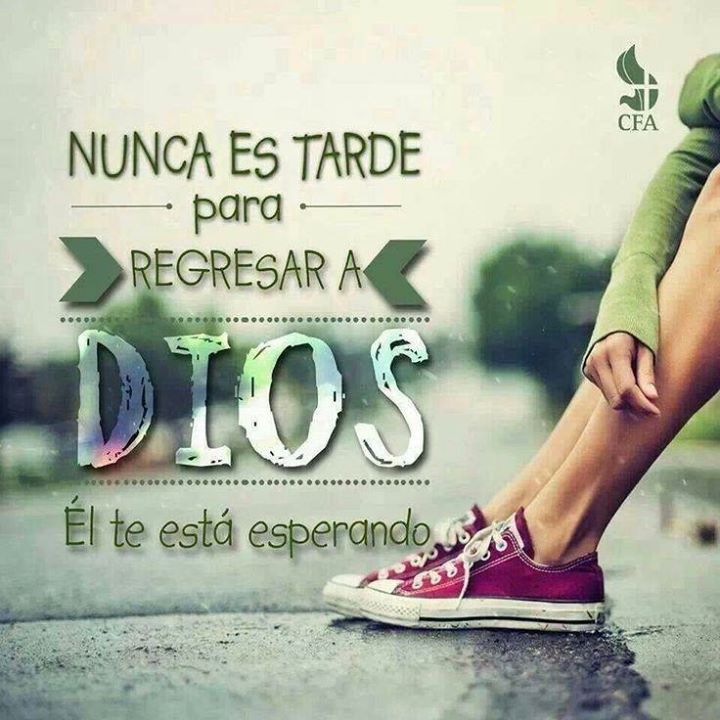 CFA
NUNCA ES TARDE
para
REGRESAR A
DIOS
Él te está esperando